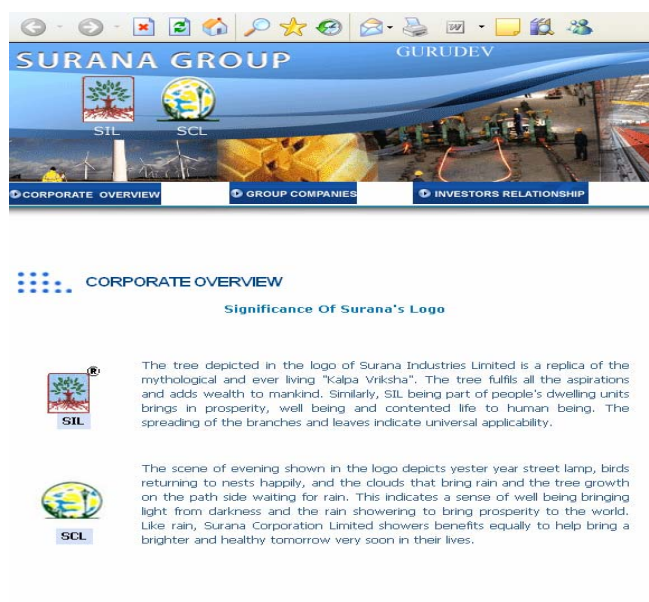 W
SURANA GROUP
GURUDEV
SIL SCL
CORPORATE OVERVIEW GROUP COMPANIES INVESTORS RELATIONSHIP
CORPORATE OVERVIEW
Significance Of Surana's Logo
The tree depicted in the logo of Surana Industries Limited is a replica of the
mythological and ever living "Kalpa Vriksha". The tree fulfils all the aspirations
and adds wealth to mankind. Similarly, SIL being part of people's dwelling units
brings in prosperity, well being and contented life to human being. The
spreading of the branches and leaves indicate universal applicability.
®
SIL
The scene of evening shown in the logo depicts yester year street lamp, birds
returning to nests happily, and the clouds that bring rain and the tree growth
on the path side waiting for rain. This indicates a sense of well being bringing
light from darkness and the rain showering to bring prosperity to the world.
Like rain, Surana Corporation Limited showers benefits equally to help bring a
brighter and healthy tomorrow very soon in their lives.
SCL